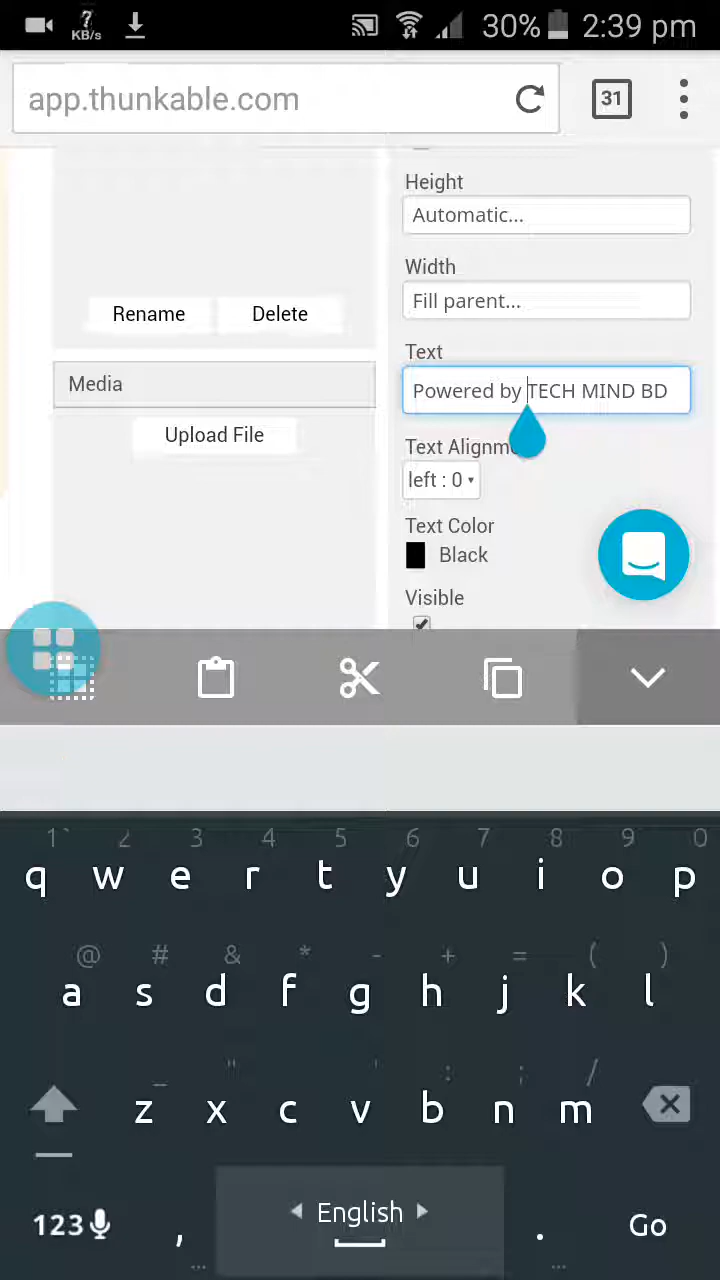 ?
KB/s
30% 2:39 pm
app.thunkable.com
31
Height
Automatic...
Width
Fill parent...
Rename Delete
Text
Powered by TECH MIND BD
Media
Upload File
Text Alignm
left : 0 ▾
Text Color
Black
Visible
1 ` 2 3 4 5 6 7 8 9 0
q w e r t y u i o p
@ # & * - + = ( )
a s d f g h j k l
_ " ' : ; /
z x c v b n m
123 , English . Go
... ...